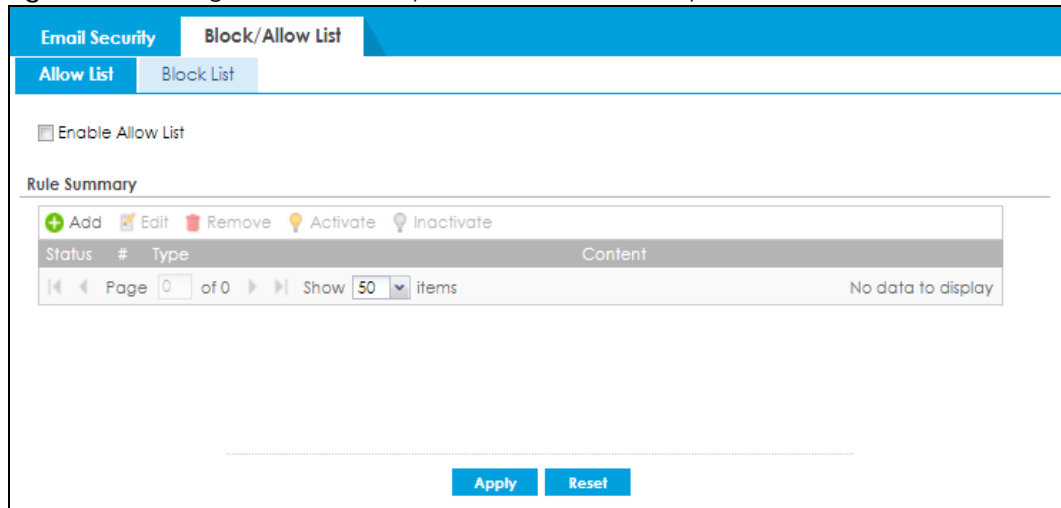 Email Security Block/Allow List
Allow List Block List
Enable Allow List
Rule Summary
Add Edit Remove Activate Inactivate
Status # Type Content
Page 0 of 0 Show 50 items No data to display
Apply Reset